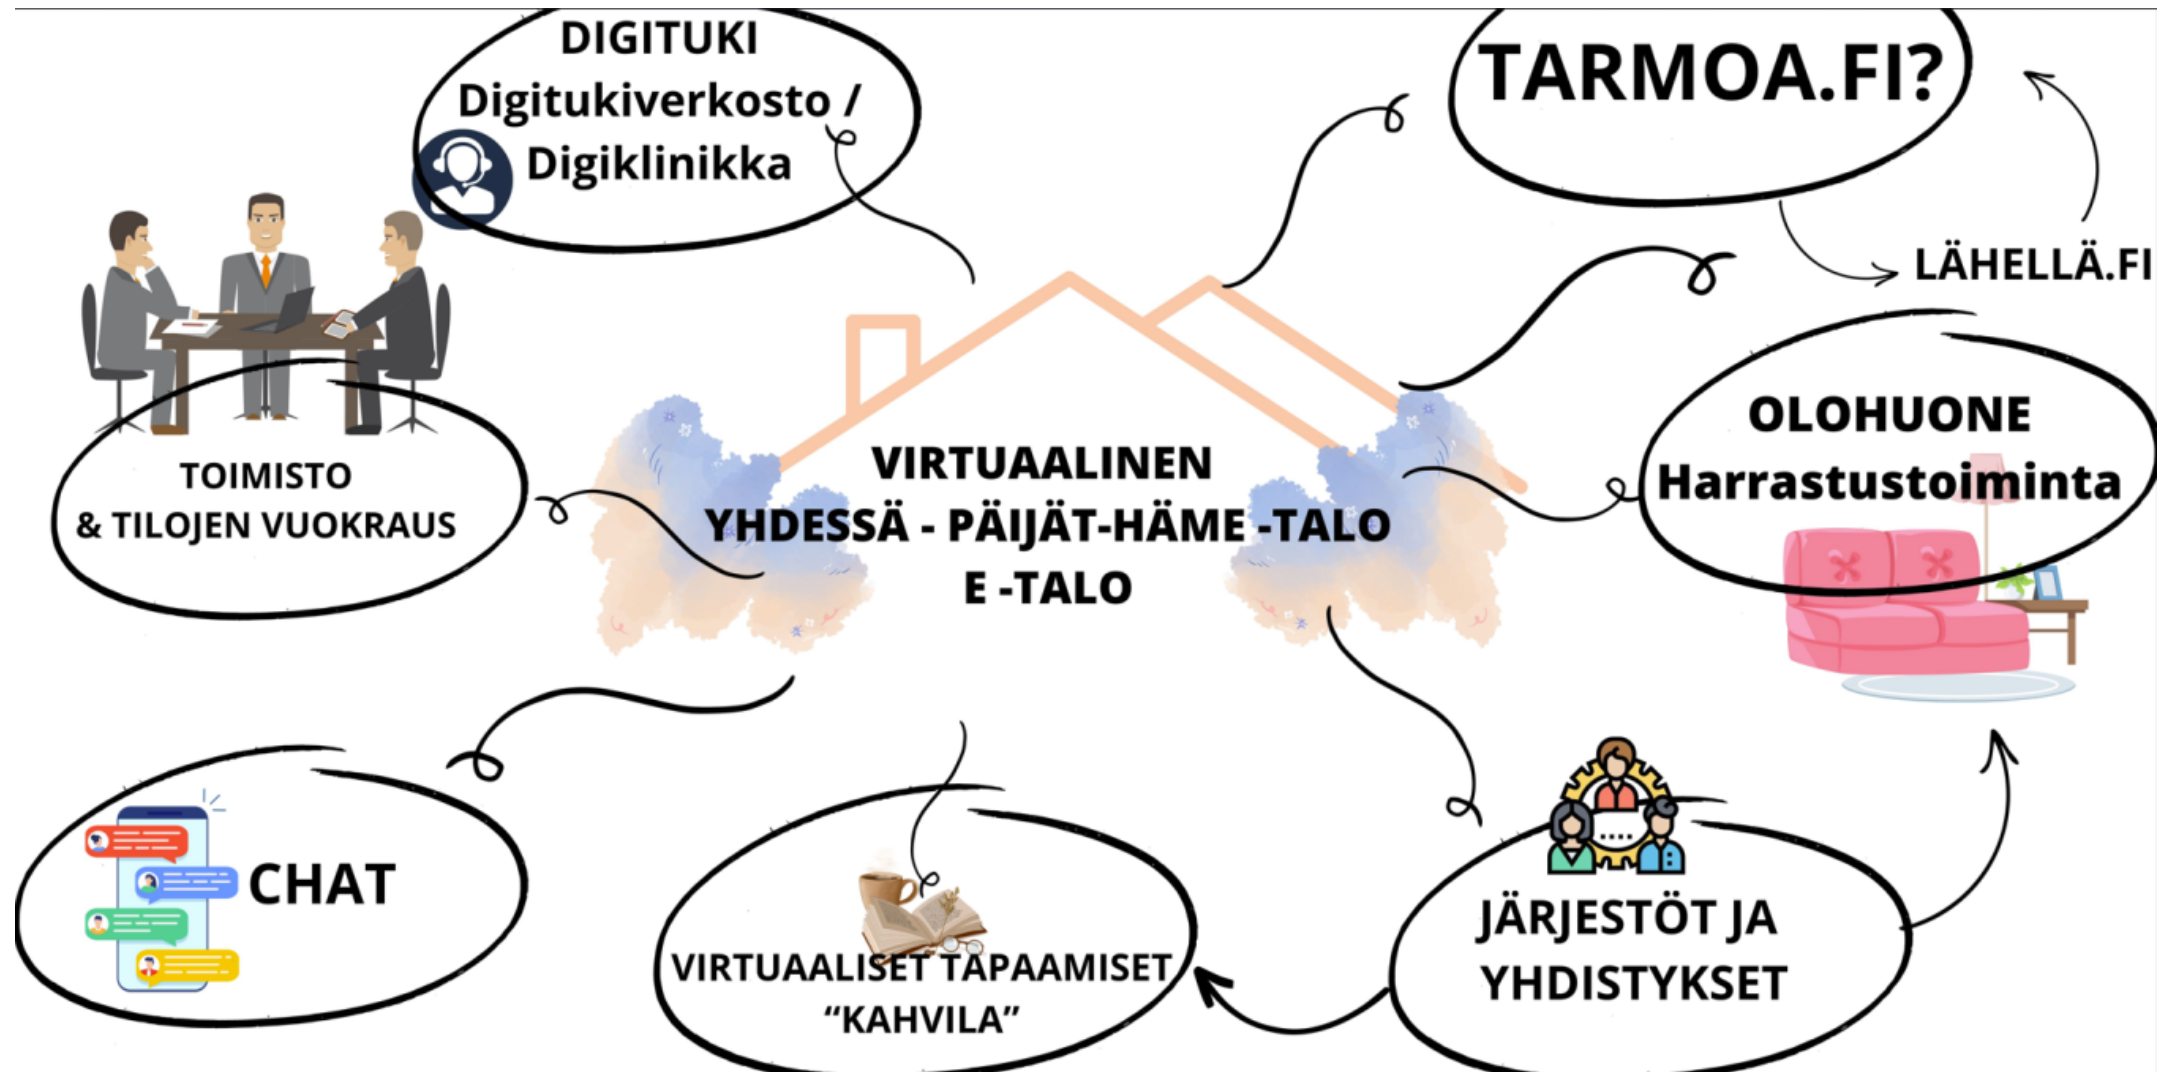 DIGITUKI
Digitukiverkosto /
Digiklinikka
TARMOA.FI?
LÄHELLÄ.FI
TOIMISTO
& TILOJEN VUOKRAUS
VIRTUAALINEN
YHDESSÄ - PÄIJÄT-HÄME -TALO
E -TALO
OLOHUONE
Harrastustoiminta
CHAT
VIRTUAALISET TAPAAMISET
“KAHVILA”
JÄRJESTÖT JA
YHDISTYKSET